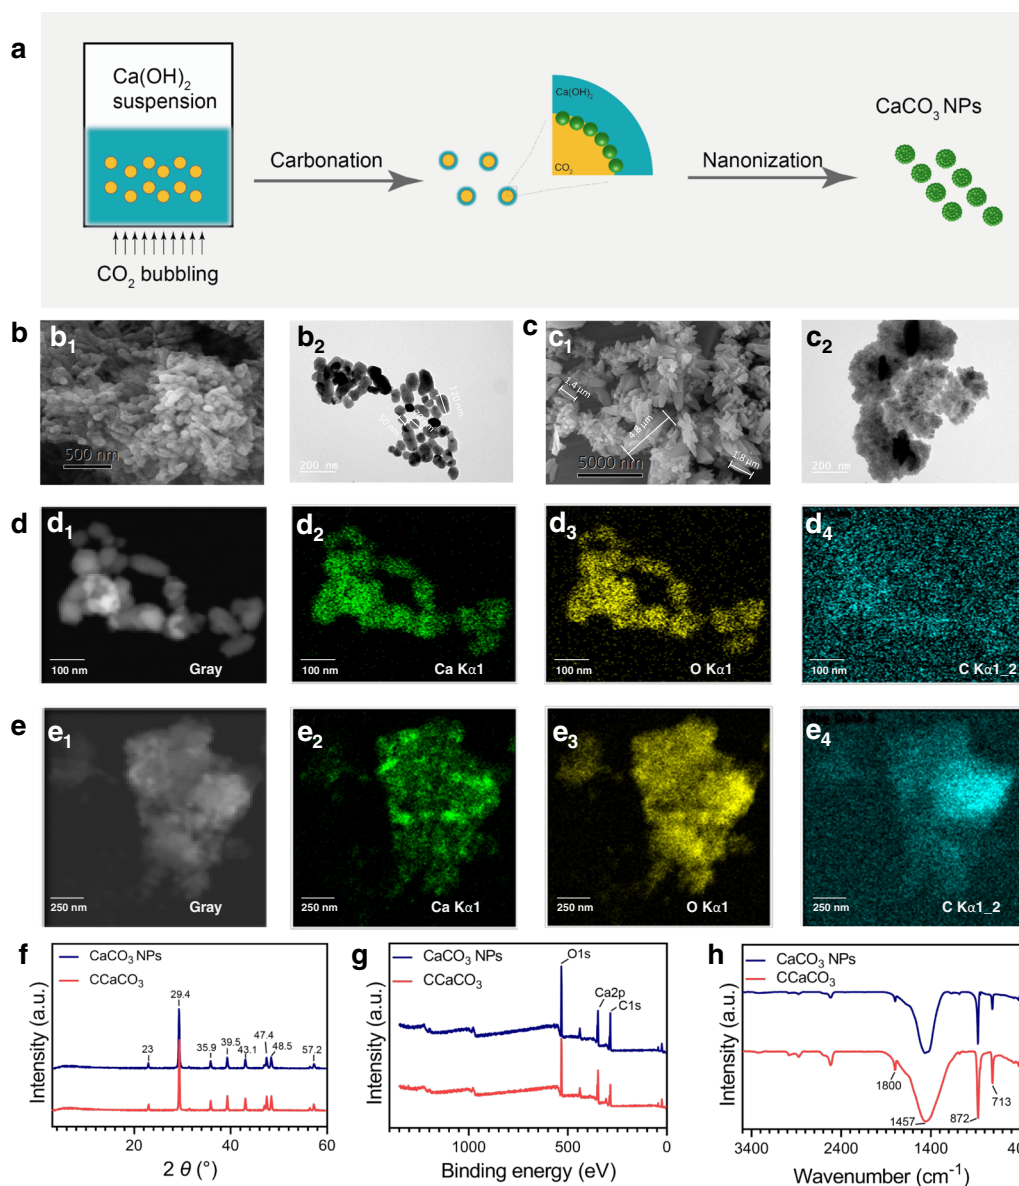 a
Ca(OH)2
suspension
CO2 bubbling
Carbonation
Ca(OH)2
CO2
Nanonization
CaCO3 NPs
b
b1
500 nm
b2
120 nm
200 nm
c
c1
1.4 μm
4.8 μm
1.8 μm
5000 nm
c2
200 nm
d
d1
100 nm
Gray
d2
100 nm
Ca Kα1
d3
100 nm
O Kα1
d4
100 nm
C Kα1_2
e
e1
250 nm
Gray
e2
250 nm
Ca Kα1
e3
250 nm
O Kα1
e4
250 nm
C Kα1_2
f
CaCO3 NPs
CCaCO3
29.4
23
35.9
39.5
43.1
47.4
48.5
57.2
Intensity (a.u.)
0
20
40
60
2 θ (°)
g
CaCO3 NPs
CCaCO3
O1s
Ca2p
C1s
Intensity (a.u.)
1000
500
0
Binding energy (eV)
h
CaCO3 NPs
CCaCO3
1800
1457
872
713
Intensity (a.u.)
3400
2400
1400
Wavenumber (cm-1)